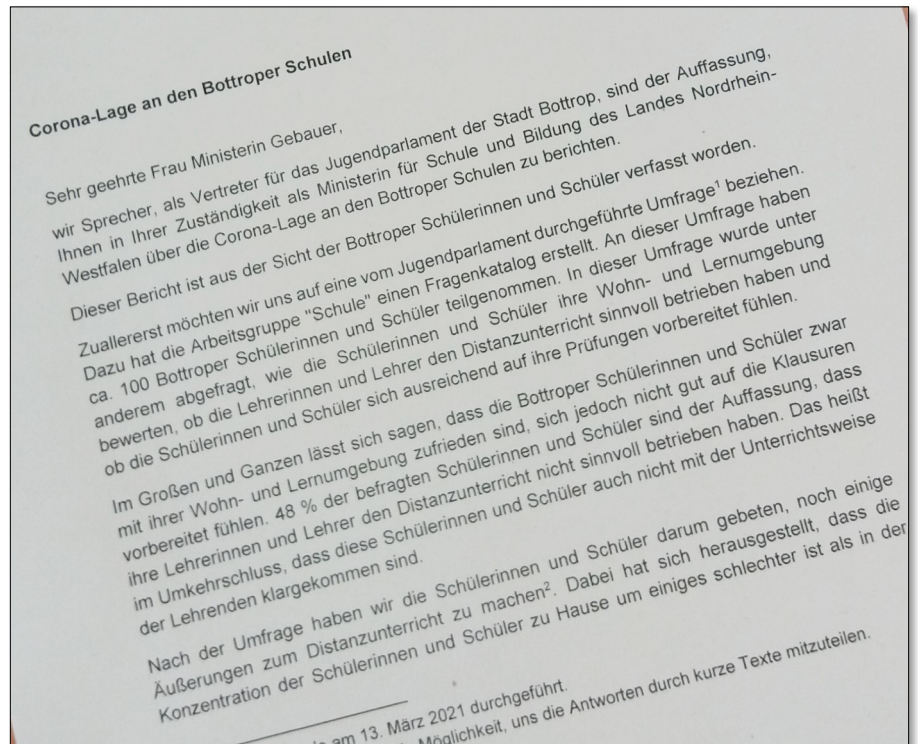 Corona-Lage an den Bottroper Schulen
Sehr geehrte Frau Ministerin Gebauer,
wir Sprecher, als Vertreter für das Jugendparlament der Stadt Bottrop, sind der Auffassung,
Ihnen in Ihrer Zuständigkeit als Ministerin für Schule und Bildung des Landes Nordrhein-
Westfalen über die Corona-Lage an den Bottroper Schulen zu berichten.
Dieser Bericht ist aus der Sicht der Bottroper Schülerinnen und Schüler verfasst worden.
Zuallererst möchten wir uns auf eine vom Jugendparlament durchgeführte Umfrage¹ beziehen.
Dazu hat die Arbeitsgruppe "Schule" einen Fragenkatalog erstellt. An dieser Umfrage haben
ca. 100 Bottroper Schülerinnen und Schüler teilgenommen. In dieser Umfrage wurde unter
anderem abgefragt, wie die Schülerinnen und Schüler ihre Wohn- und Lernumgebung
bewerten, ob die Lehrerinnen und Lehrer den Distanzunterricht sinnvoll betrieben haben und
ob die Schülerinnen und Schüler sich ausreichend auf ihre Prüfungen vorbereitet fühlen.
Im Großen und Ganzen lässt sich sagen, dass die Bottroper Schülerinnen und Schüler zwar
mit ihrer Wohn- und Lernumgebung zufrieden sind, sich jedoch nicht gut auf die Klausuren
vorbereitet fühlen. 48 % der befragten Schülerinnen und Schüler sind der Auffassung, dass
ihre Lehrerinnen und Lehrer den Distanzunterricht nicht sinnvoll betrieben haben. Das heißt
im Umkehrschluss, dass diese Schülerinnen und Schüler auch nicht mit der Unterrichtsweise
der Lehrenden klargekommen sind.
Nach der Umfrage haben wir die Schülerinnen und Schüler darum gebeten, noch einige
Äußerungen zum Distanzunterricht zu machen². Dabei hat sich herausgestellt, dass die
Konzentration der Schülerinnen und Schüler zu Hause um einiges schlechter ist als in der
am 13. März 2021 durchgeführt.
Möglichkeit, uns die Antworten durch kurze Texte mitzuteilen.